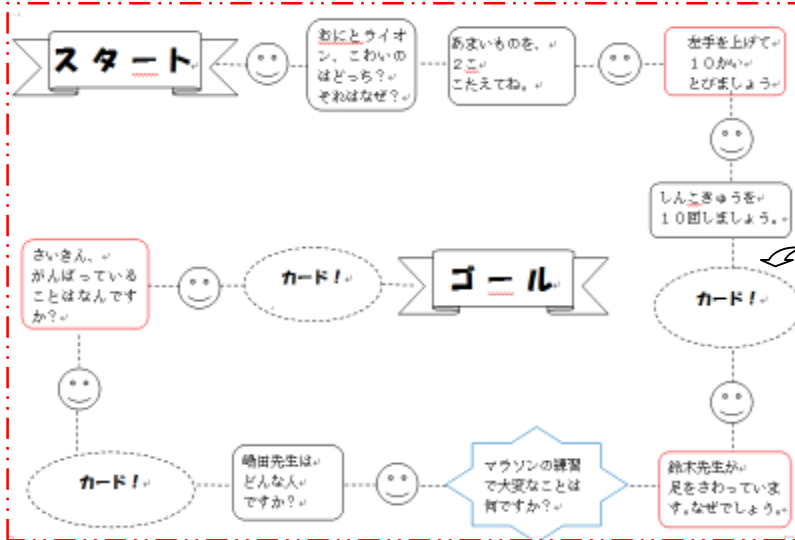 スタート
おにとライオ
ン、こわいの
はどっち？
それはなぜ？
あまいものを、
２こ
こたえてね。
左手を上げて
１０かい
とびましょう
しんこきゅうを
１０回しましょう。
カード！
鈴木先生が
足をさわっていま
す。なぜでしょう。
マラソンの練習
で大変なことは
何ですか？
嶋田先生は
どんな人
ですか？
カード！
さいきん、
がんばっている
ことはなんです
か？
カード！
ゴール